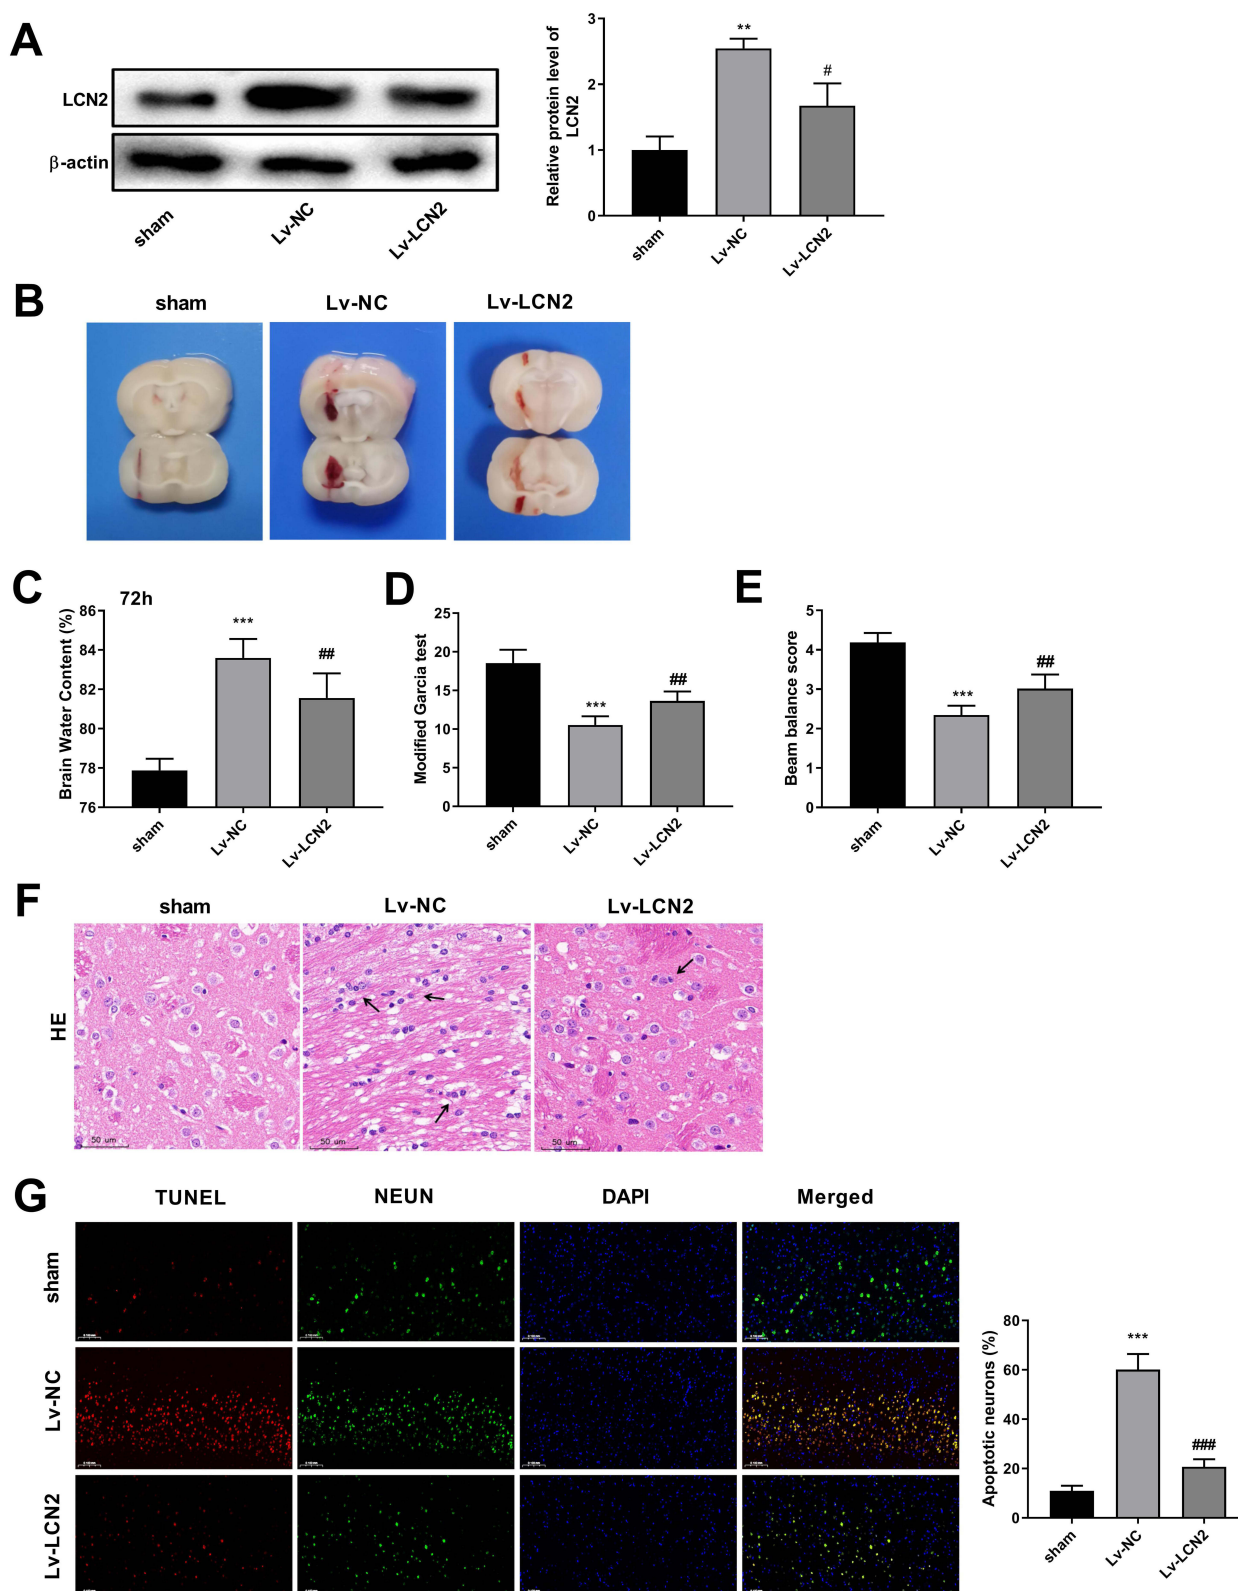 A
LCN2
β-actin
sham
Lv-NC
Lv-LCN2
Relative protein level of
LCN2
3
2
1
0
**
#
sham
Lv-NC
Lv-LCN2
B
sham
Lv-NC
Lv-LCN2
C
72h
Brain Water Content (%)
86
84
82
80
78
76
***
##
sham
Lv-NC
Lv-LCN2
D
Modified Garcia test
25
20
15
10
5
0
***
##
sham
Lv-NC
Lv-LCN2
E
Beam balance score
5
4
3
2
1
0
***
##
sham
Lv-NC
Lv-LCN2
F
sham
Lv-NC
Lv-LCN2
HE
50 um
50 um
50 um
G
TUNEL
NEUN
DAPI
Merged
sham
Lv-NC
Lv-LCN2
Apoptotic neurons (%)
80
60
40
20
0
***
###
sham
Lv-NC
Lv-LCN2